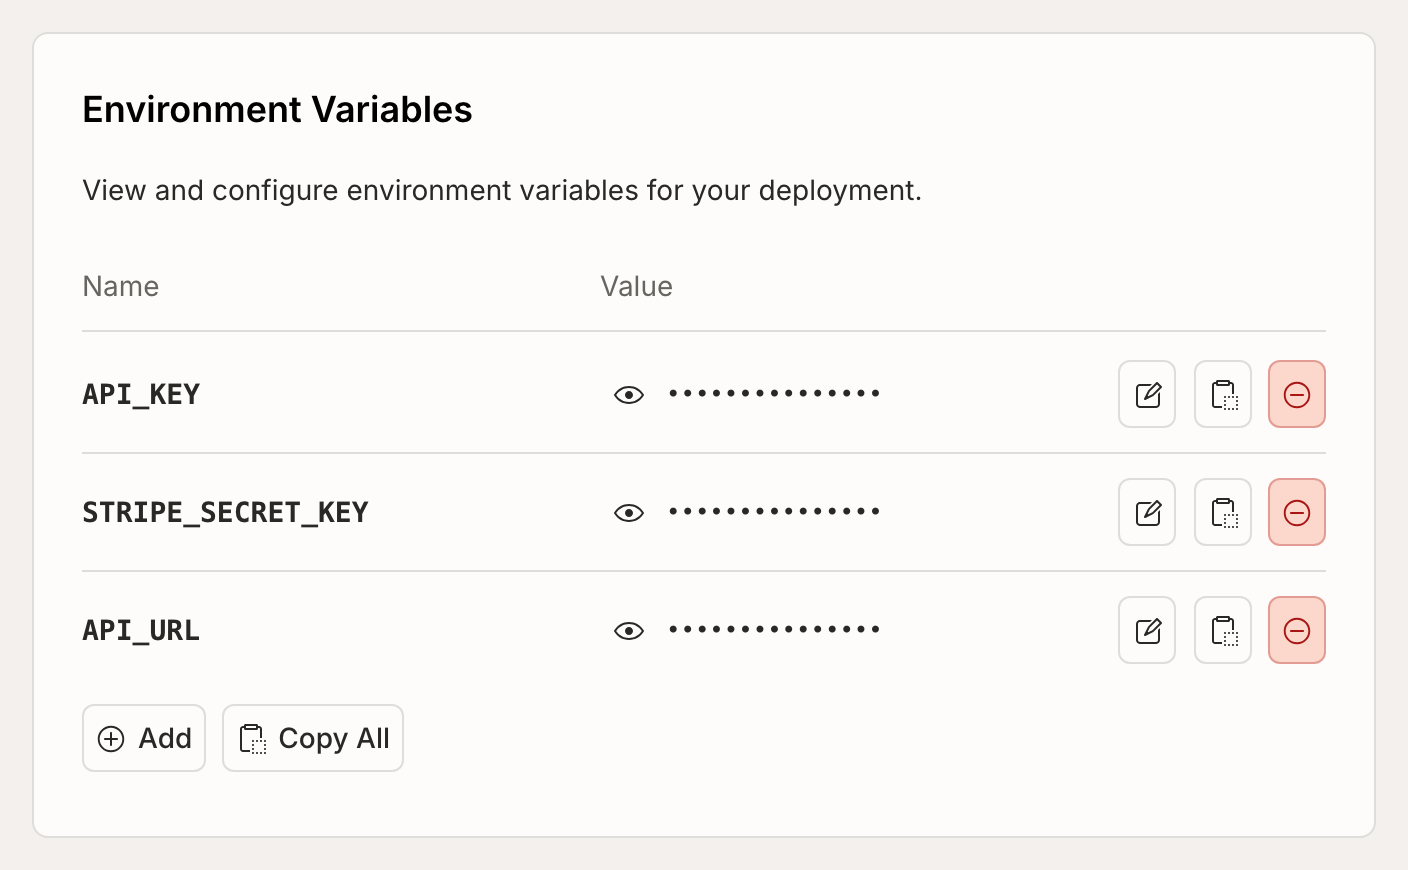 Environment Variables
View and configure environment variables for your deployment.
Name Value
API_KEY •••••••••••••••
STRIPE_SECRET_KEY •••••••••••••••
API_URL •••••••••••••••
Add Copy All